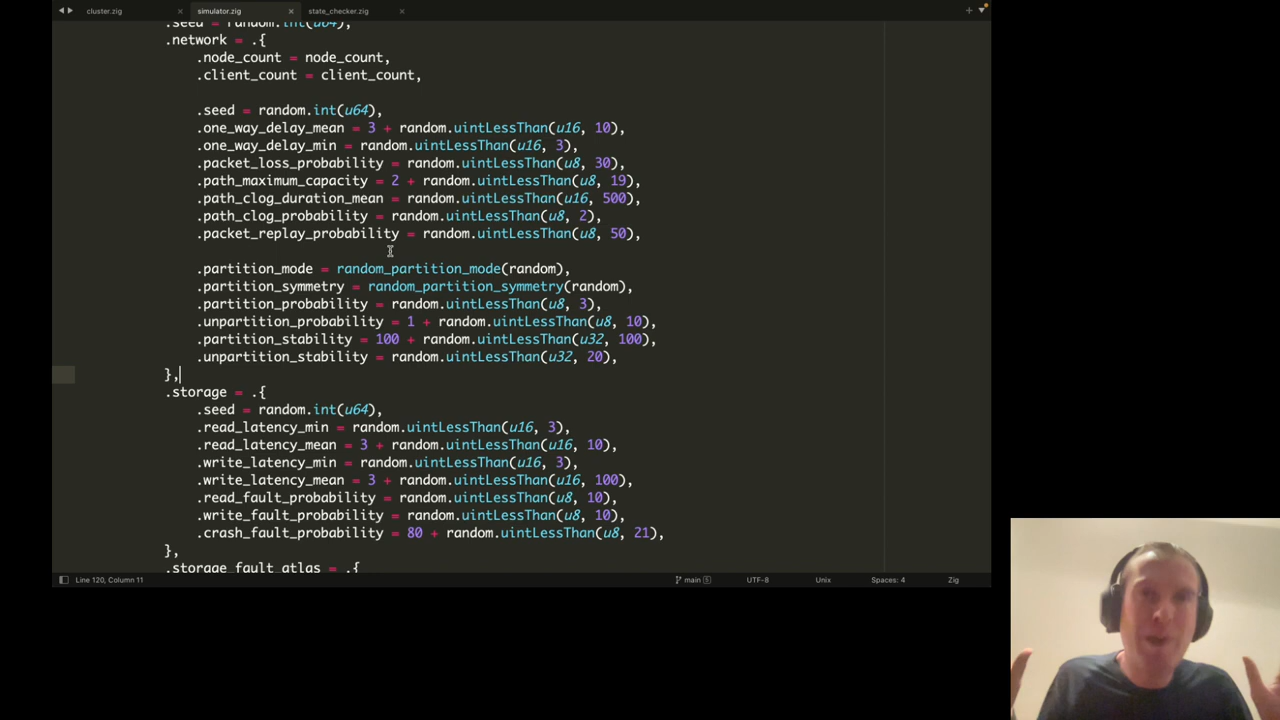 cluster.zig × simulator.zig × state_checker.zig ×
.seed = random.int(u64),
.network = .{
.node_count = node_count,
.client_count = client_count,
.seed = random.int(u64),
.one_way_delay_mean = 3 + random.uintLessThan(u16, 10),
.one_way_delay_min = random.uintLessThan(u16, 3),
.packet_loss_probability = random.uintLessThan(u8, 30),
.path_maximum_capacity = 2 + random.uintLessThan(u8, 19),
.path_clog_duration_mean = random.uintLessThan(u16, 500),
.path_clog_probability = random.uintLessThan(u8, 2),
.packet_replay_probability = random.uintLessThan(u8, 50),
.partition_mode = random_partition_mode(random),
.partition_symmetry = random_partition_symmetry(random),
.partition_probability = random.uintLessThan(u8, 3),
.unpartition_probability = 1 + random.uintLessThan(u8, 10),
.partition_stability = 100 + random.uintLessThan(u32, 100),
.unpartition_stability = random.uintLessThan(u32, 20),
},
.storage = .{
.seed = random.int(u64),
.read_latency_min = random.uintLessThan(u16, 3),
.read_latency_mean = 3 + random.uintLessThan(u16, 10),
.write_latency_min = random.uintLessThan(u16, 3),
.write_latency_mean = 3 + random.uintLessThan(u16, 100),
.read_fault_probability = random.uintLessThan(u8, 10),
.write_fault_probability = random.uintLessThan(u8, 10),
.crash_fault_probability = 80 + random.uintLessThan(u8, 21),
},
.storage_fault_atlas = .{
Line 120, Column 11 main 5 UTF-8 Unix Spaces: 4 Zig